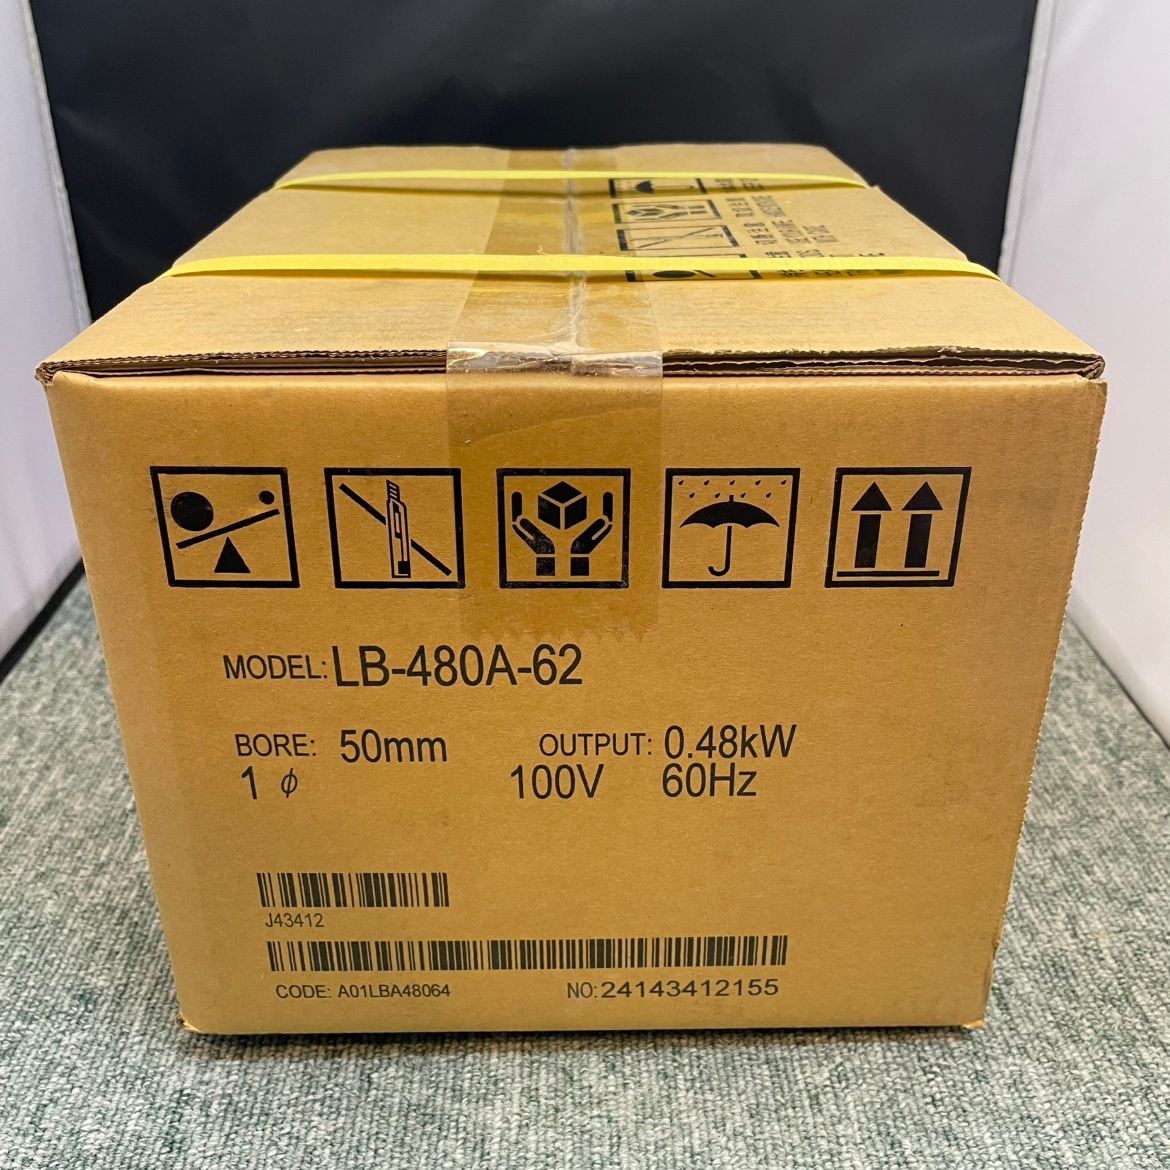 MODEL: LB-480A-62
BORE: 50mm OUTPUT: 0.48kW
1 φ 100V 60Hz
J43412
CODE: A01LBA48064 NO: 24143412155